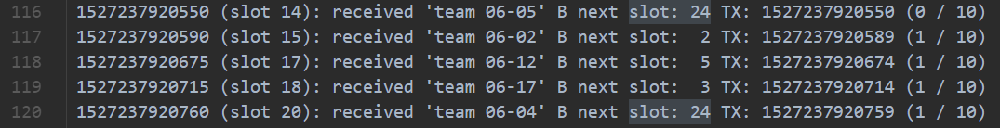 116 1527237920550 (slot 14): received 'team 06-05' B next slot: 24 TX: 1527237920550 (0 / 10)
117 1527237920590 (slot 15): received 'team 06-02' B next slot:  2 TX: 1527237920589 (1 / 10)
118 1527237920675 (slot 17): received 'team 06-12' B next slot:  5 TX: 1527237920674 (1 / 10)
119 1527237920715 (slot 18): received 'team 06-17' B next slot:  3 TX: 1527237920714 (1 / 10)
120 1527237920760 (slot 20): received 'team 06-04' B next slot: 24 TX: 1527237920759 (1 / 10)